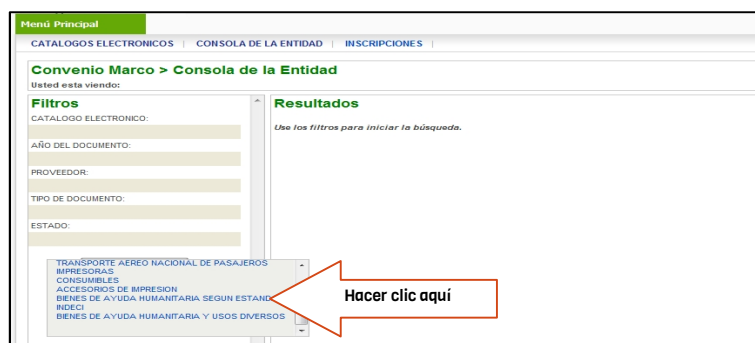 Menú Principal
CATALOGOS ELECTRONICOS | CONSOLA DE LA ENTIDAD | INSCRIPCIONES |
Convenio Marco > Consola de la Entidad
Usted esta viendo:
Filtros
CATALOGO ELECTRONICO:
AÑO DEL DOCUMENTO:
PROVEEDOR:
TIPO DE DOCUMENTO:
ESTADO:
Resultados
Use los filtros para iniciar la búsqueda.
TRANSPORTE AEREO NACIONAL DE PASAJEROS
IMPRESORAS
CONSUMIBLES
ACCESORIOS DE IMPRESION
BIENES DE AYUDA HUMANITARIA SEGUN ESTAND
INDECI
BIENES DE AYUDA HUMANITARIA Y USOS DIVERSOS
Hacer clic aquí